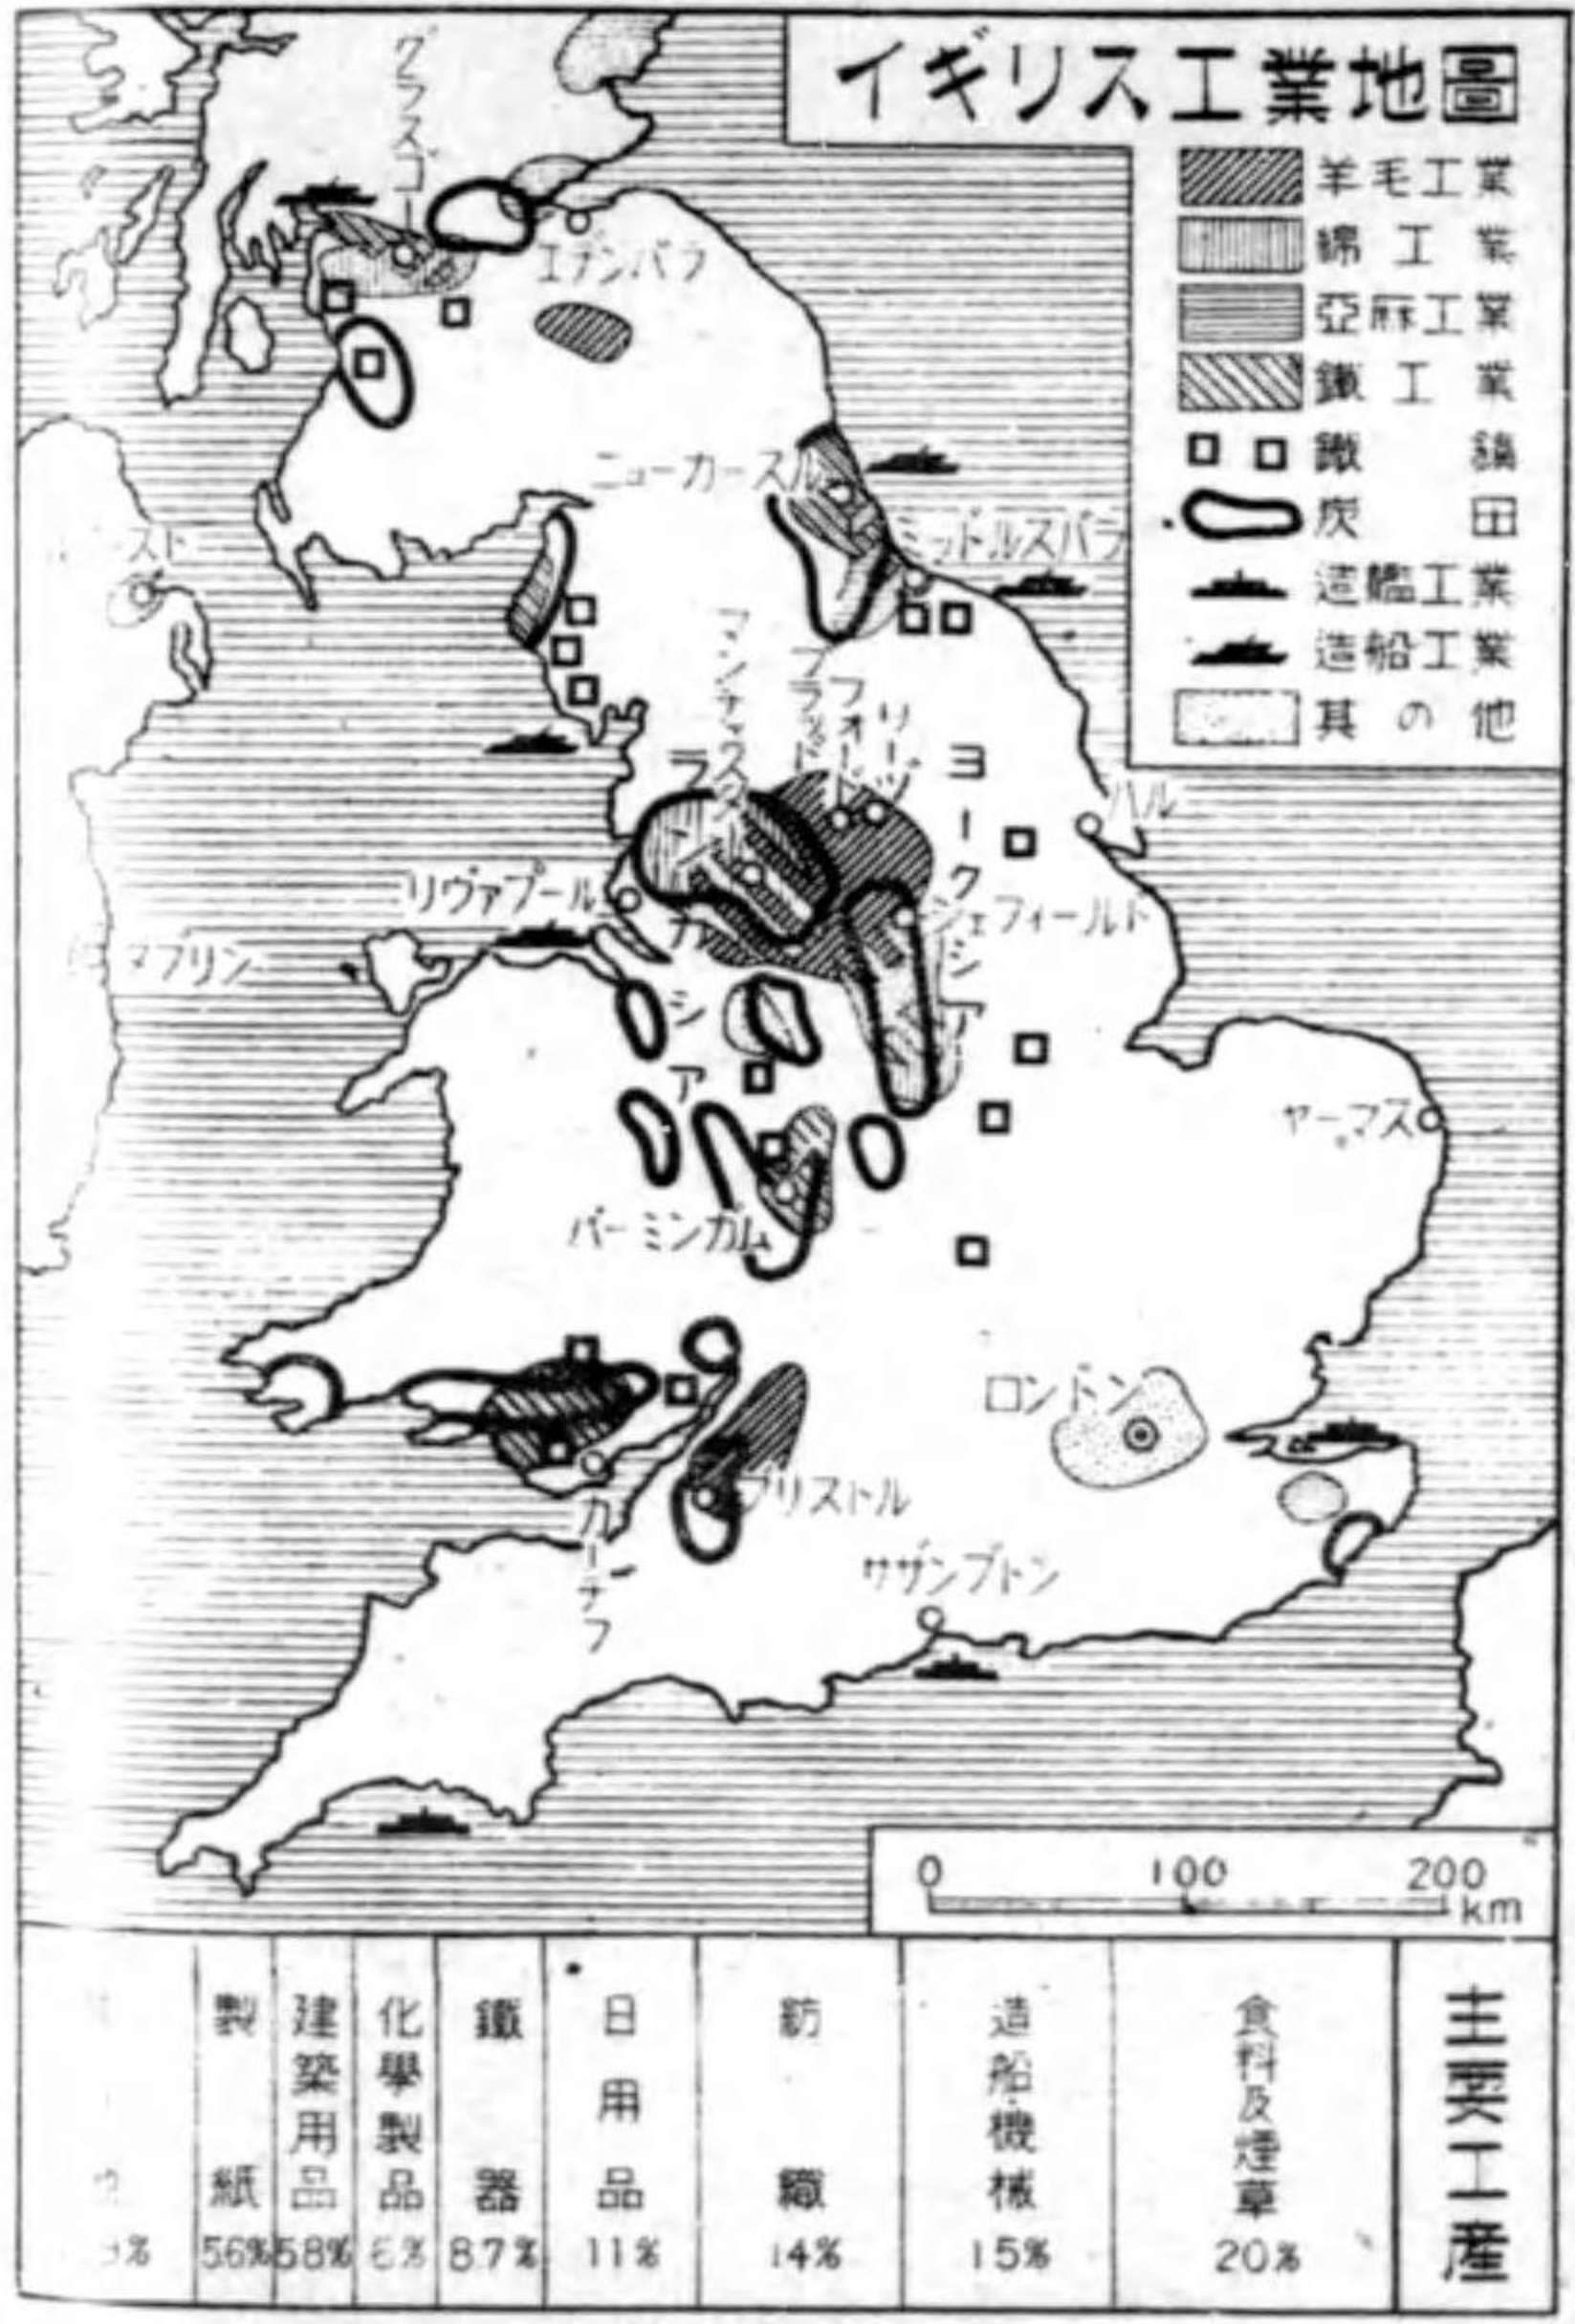 イギリス工業地圖
羊毛工業
綿工業
亞麻工業
鐵工業
鐵鑛
炭田
造艦工業
造船工業
其の他
グラスゴー
エヂンバラ
ニューカースル
ミッドルスバラ
マンチェスター
ブラッドフォード
リーヅ
ヨークシア
ランカシア
ハル
リヴァプール
シェフィールド
ヤーマス
バーミンガム
ロンドン
ブリストル
カーデフ
サザンプトン
0 100 200
km
主要工産
食料及煙草
20%
造船・機械
15%
紡織
14%
日用品
11%
鐵器
8.7%
化學製品
6%
建築用品
5.8%
製紙
5.6%